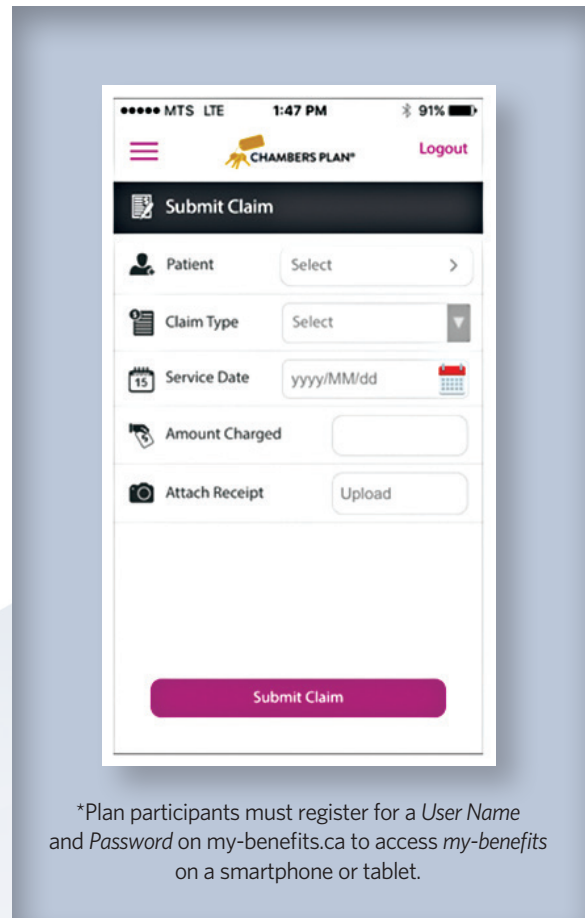 MTS LTE 1:47 PM 91%
CHAMBERS PLAN® Logout
Submit Claim
Patient Select >
Claim Type Select
15 Service Date yyyy/MM/dd
Amount Charged
Attach Receipt Upload
Submit Claim
*Plan participants must register for a User Name
and Password on my-benefits.ca to access my-benefits
on a smartphone or tablet.